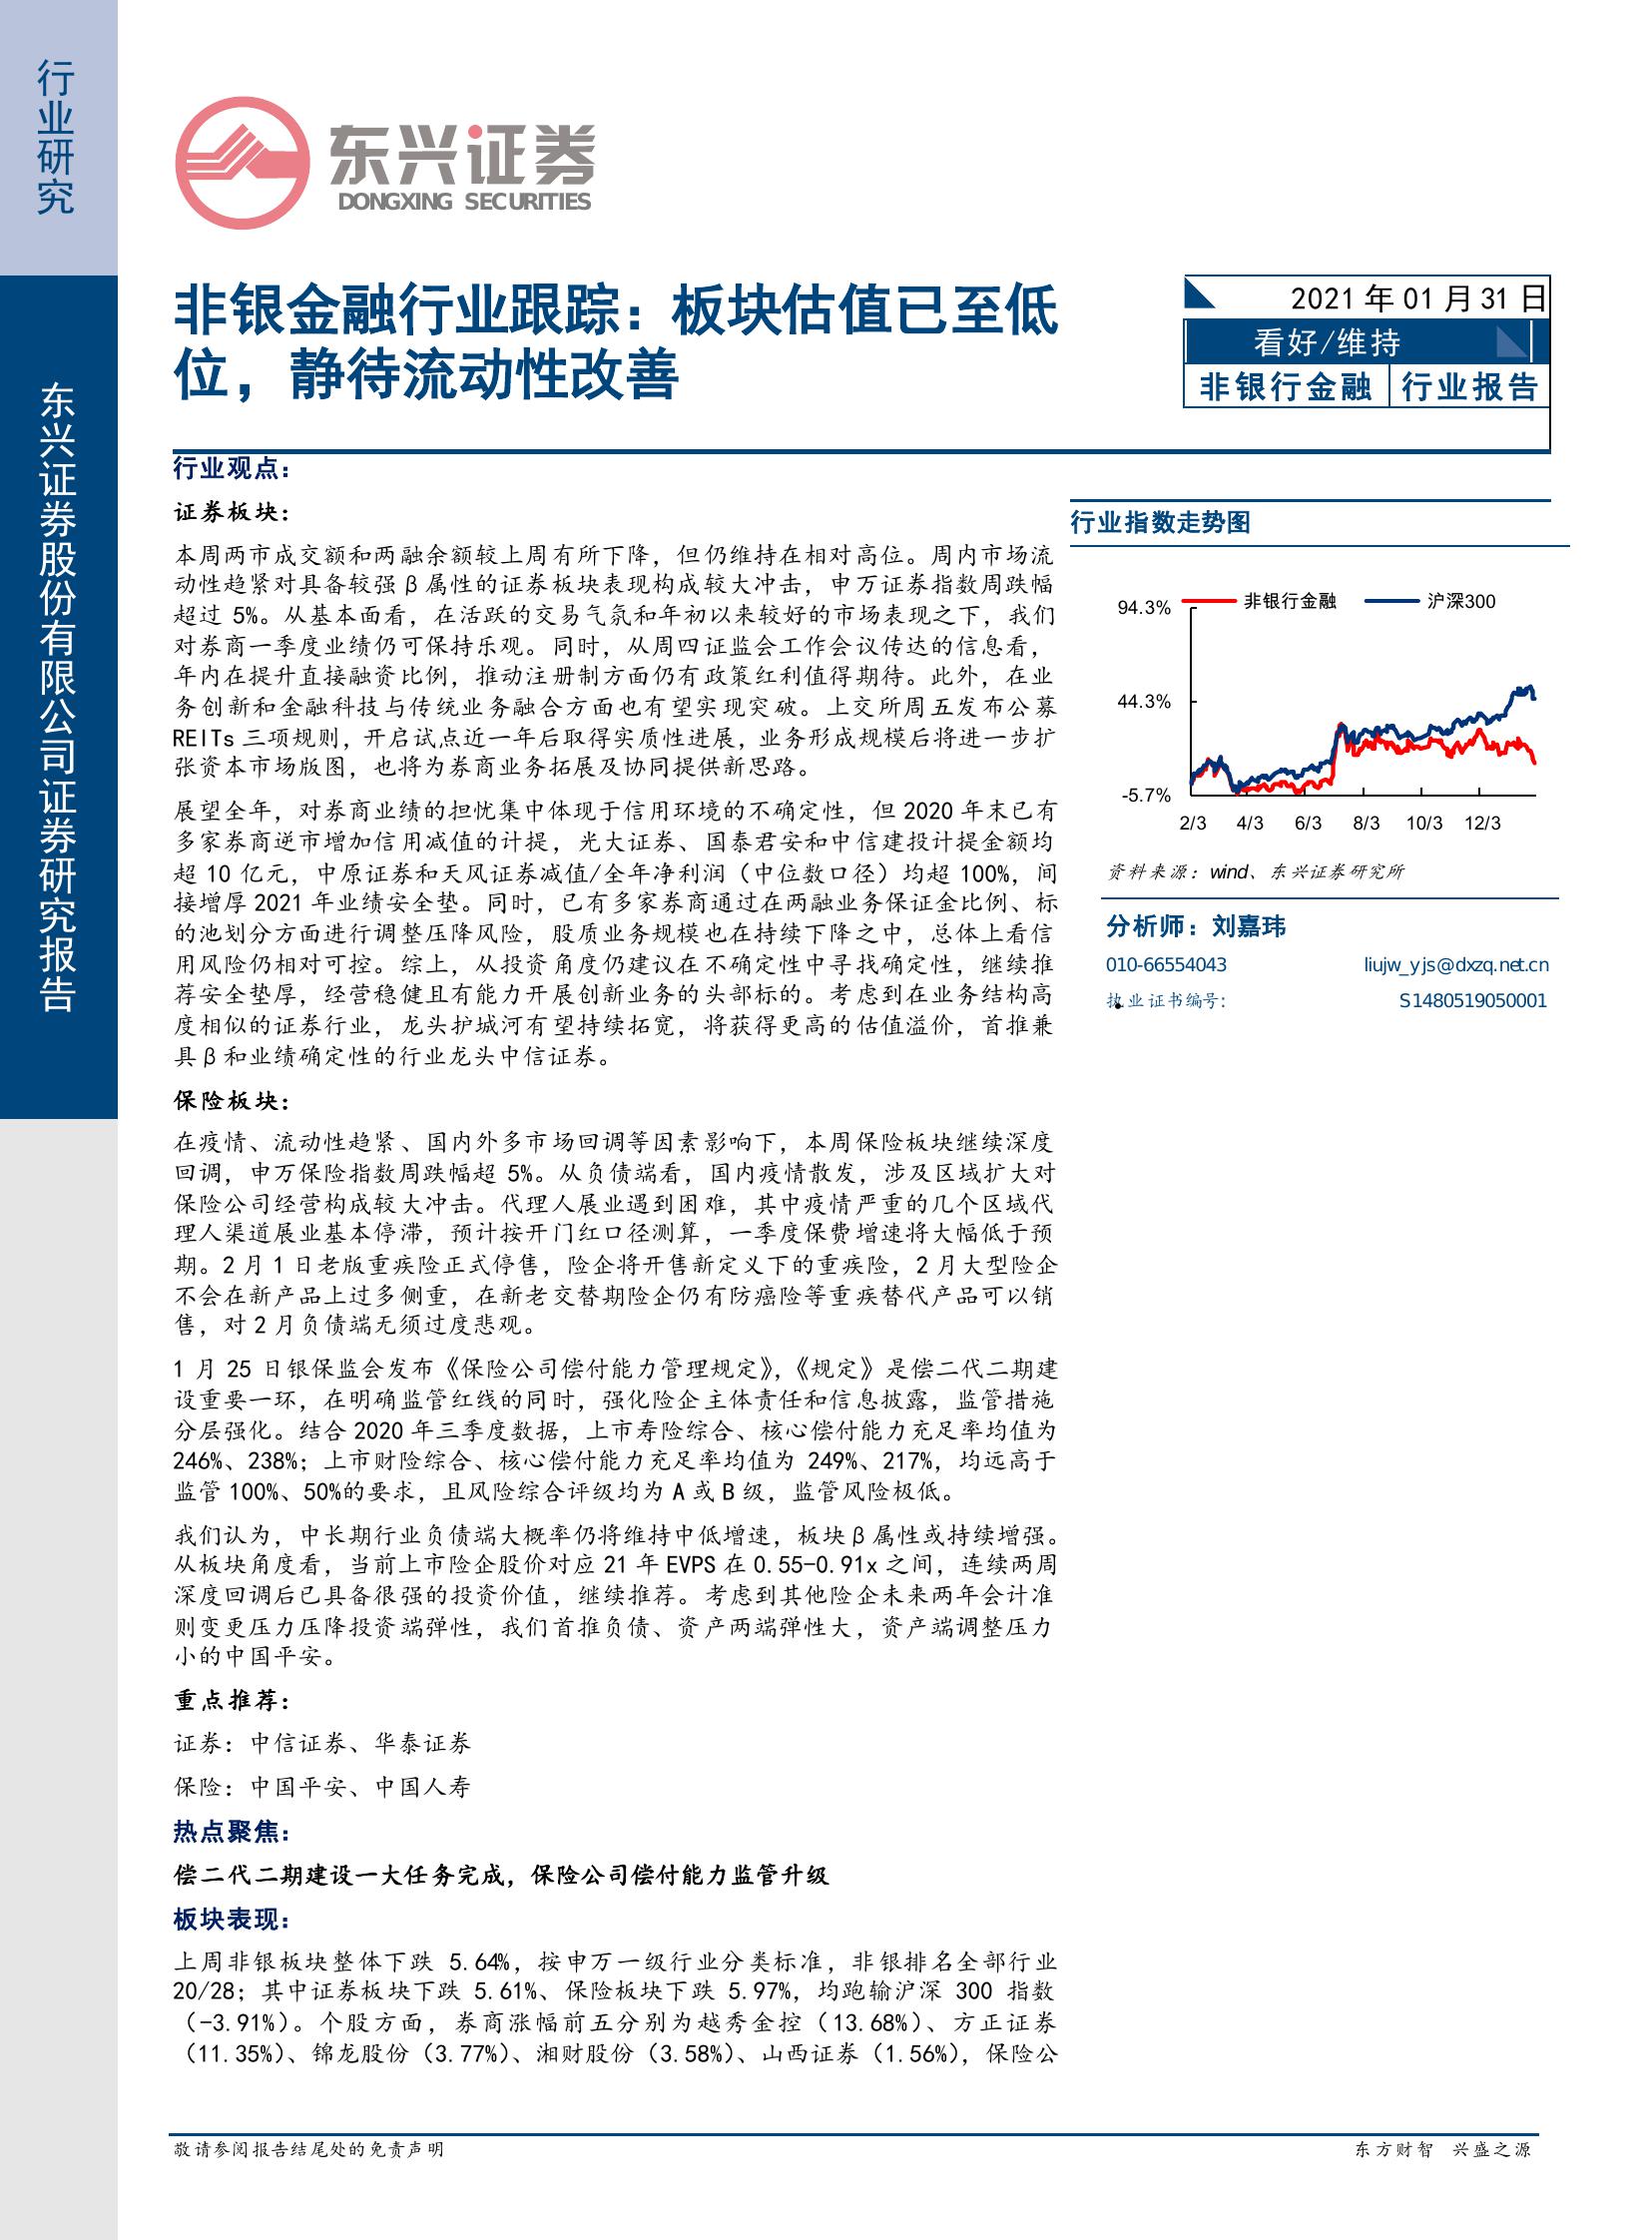 行业研究
东兴证券股份有限公司证券研究报告
东兴证券
DONGXING SECURITIES
非银金融行业跟踪：板块估值已至低
位，静待流动性改善
2021 年 01 月 31 日
看好/维持
非银行金融 行业报告
行业观点：
证券板块：
本周两市成交额和两融余额较上周有所下降，但仍维持在相对高位。周内市场流
动性趋紧对具备较强β属性的证券板块表现构成较大冲击，申万证券指数周跌幅
超过 5%。从基本面看，在活跃的交易气氛和年初以来较好的市场表现之下，我们
对券商一季度业绩仍可保持乐观。同时，从周四证监会工作会议传达的信息看，
年内在提升直接融资比例，推动注册制方面仍有政策红利值得期待。此外，在业
务创新和金融科技与传统业务融合方面也有望实现突破。上交所周五发布公募
REITs 三项规则，开启试点近一年后取得实质性进展，业务形成规模后将进一步扩
张资本市场版图，也将为券商业务拓展及协同提供新思路。
展望全年，对券商业绩的担忧集中体现于信用环境的不确定性，但 2020 年末已有
多家券商逆市增加信用减值的计提，光大证券、国泰君安和中信建投计提金额均
超 10 亿元，中原证券和天风证券减值/全年净利润（中位数口径）均超 100%，间
接增厚 2021 年业绩安全垫。同时，已有多家券商通过在两融业务保证金比例、标
的池划分方面进行调整压降风险，股质业务规模也在持续下降之中，总体上看信
用风险仍相对可控。综上，从投资角度仍建议在不确定性中寻找确定性，继续推
荐安全垫厚，经营稳健且有能力开展创新业务的头部标的。考虑到在业务结构高
度相似的证券行业，龙头护城河有望持续拓宽，将获得更高的估值溢价，首推兼
具β和业绩确定性的行业龙头中信证券。
保险板块：
在疫情、流动性趋紧、国内外多市场回调等因素影响下，本周保险板块继续深度
回调，申万保险指数周跌幅超 5%。从负债端看，国内疫情散发，涉及区域扩大对
保险公司经营构成较大冲击。代理人展业遇到困难，其中疫情严重的几个区域代
理人渠道展业基本停滞，预计按开门红口径测算，一季度保费增速将大幅低于预
期。2 月 1 日老版重疾险正式停售，险企将开售新定义下的重疾险，2 月大型险企
不会在新产品上过多侧重，在新老交替期险企仍有防癌险等重疾替代产品可以销
售，对 2 月负债端无须过度悲观。
1 月 25 日银保监会发布《保险公司偿付能力管理规定》，《规定》是偿二代二期建
设重要一环，在明确监管红线的同时，强化险企主体责任和信息披露，监管措施
分层强化。结合 2020 年三季度数据，上市寿险综合、核心偿付能力充足率均值为
246%、238%；上市财险综合、核心偿付能力充足率均值为 249%、217%，均远高于
监管 100%、50%的要求，且风险综合评级均为 A 或 B 级，监管风险极低。
我们认为，中长期行业负债端大概率仍将维持中低增速，板块β属性或持续增强。
从板块角度看，当前上市险企股价对应 21 年 EVPS 在 0.55-0.91x 之间，连续两周
深度回调后已具备很强的投资价值，继续推荐。考虑到其他险企未来两年会计准
则变更压力压降投资端弹性，我们首推负债、资产两端弹性大，资产端调整压力
小的中国平安。
重点推荐：
证券：中信证券、华泰证券
保险：中国平安、中国人寿
热点聚焦：
偿二代二期建设一大任务完成，保险公司偿付能力监管升级
板块表现：
上周非银板块整体下跌 5.64%，按申万一级行业分类标准，非银排名全部行业
20/28；其中证券板块下跌 5.61%、保险板块下跌 5.97%，均跑输沪深 300 指数
（-3.91%）。个股方面，券商涨幅前五分别为越秀金控（13.68%）、方正证券
（11.35%）、锦龙股份（3.77%）、湘财股份（3.58%）、山西证券（1.56%），保险公
行业指数走势图
非银行金融 沪深300
94.3%
44.3%
-5.7%
2/3 4/3 6/3 8/3 10/3 12/3
资料来源：wind、东兴证券研究所
分析师：刘嘉玮
010-66554043 liujw_yjs@dxzq.net.cn
执业证书编号: S1480519050001
敬请参阅报告结尾处的免责声明
东方财智 兴盛之源